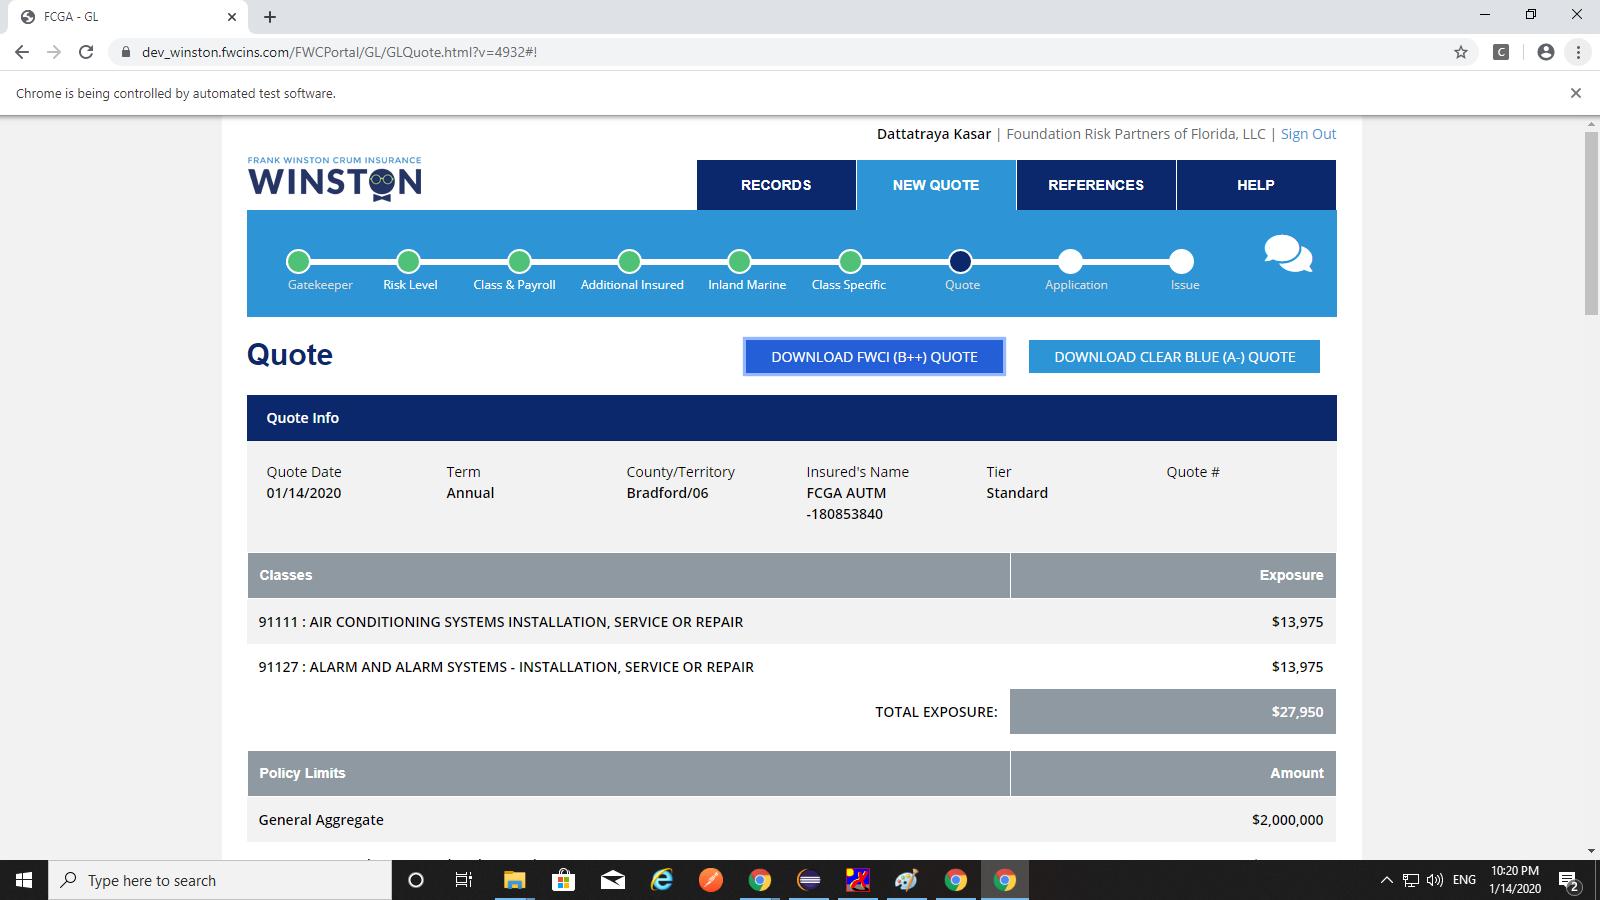 FCGA - GL
dev_winston.fwcins.com/FWCPortal/GL/GLQuote.html?v=4932#!
C
Chrome is being controlled by automated test software.
Dattatraya Kasar | Foundation Risk Partners of Florida, LLC | Sign Out
FRANK WINSTON CRUM INSURANCE
WINSTON
RECORDS NEW QUOTE REFERENCES HELP
Gatekeeper Risk Level Class & Payroll Additional Insured Inland Marine Class Specific Quote Application Issue
Quote DOWNLOAD FWCI (B++) QUOTE DOWNLOAD CLEAR BLUE (A-) QUOTE
Quote Info
Quote Date Term County/Territory Insured's Name Tier Quote #
01/14/2020 Annual Bradford/06 FCGA AUTM Standard
-180853840
Classes Exposure
91111 : AIR CONDITIONING SYSTEMS INSTALLATION, SERVICE OR REPAIR $13,975
91127 : ALARM AND ALARM SYSTEMS - INSTALLATION, SERVICE OR REPAIR $13,975
TOTAL EXPOSURE: $27,950
Policy Limits Amount
General Aggregate $2,000,000
Type here to search
ENG
10:20 PM
1/14/2020
2